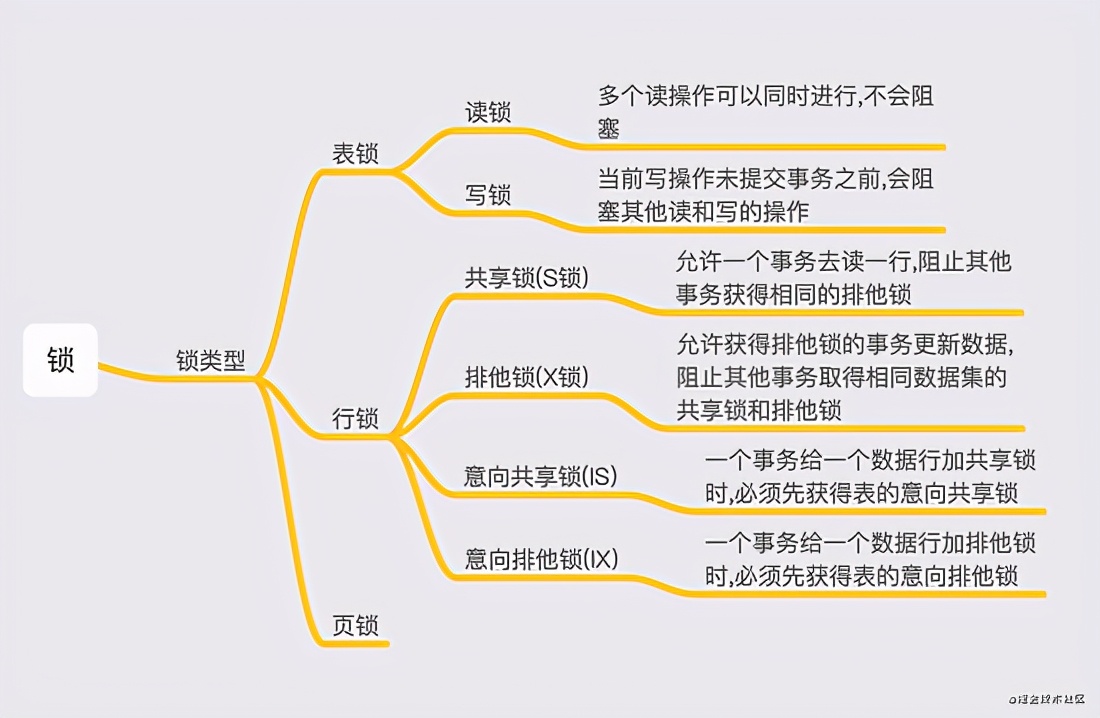 锁
锁类型
表锁
读锁
多个读操作可以同时进行,不会阻
塞
写锁
当前写操作未提交事务之前,会阻
塞其他读和写的操作
行锁
共享锁(S锁)
允许一个事务去读一行,阻止其他
事务获得相同的排他锁
排他锁(X锁)
允许获得排他锁的事务更新数据,
阻止其他事务取得相同数据集的
共享锁和排他锁
意向共享锁(IS)
一个事务给一个数据行加共享锁
时,必须先获得表的意向共享锁
意向排他锁(IX)
一个事务给一个数据行加排他锁
时,必须先获得表的意向排他锁
页锁
技术社区